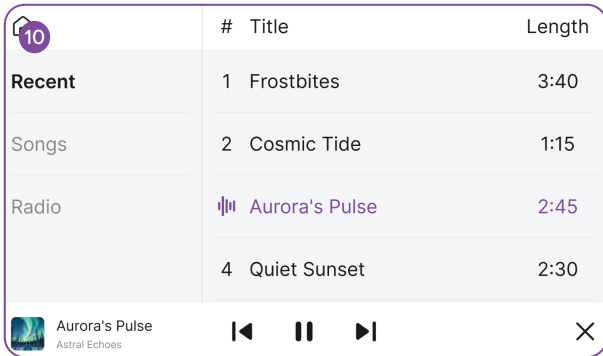 10
# Title Length
Recent
1 Frostbites 3:40
Songs
2 Cosmic Tide 1:15
Radio
Aurora's Pulse 2:45
4 Quiet Sunset 2:30
Aurora's Pulse
Astral Echoes